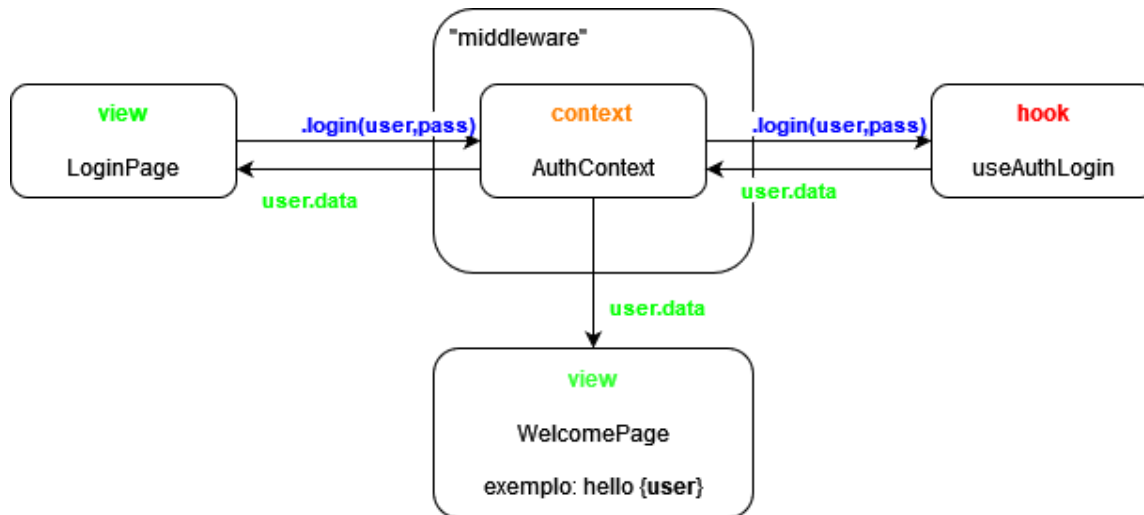 "middleware"
view
LoginPage
.login(user,pass)
user.data
context
AuthContext
.login(user,pass)
user.data
hook
useAuthLogin
user.data
view
WelcomePage
exemplo: hello {user}